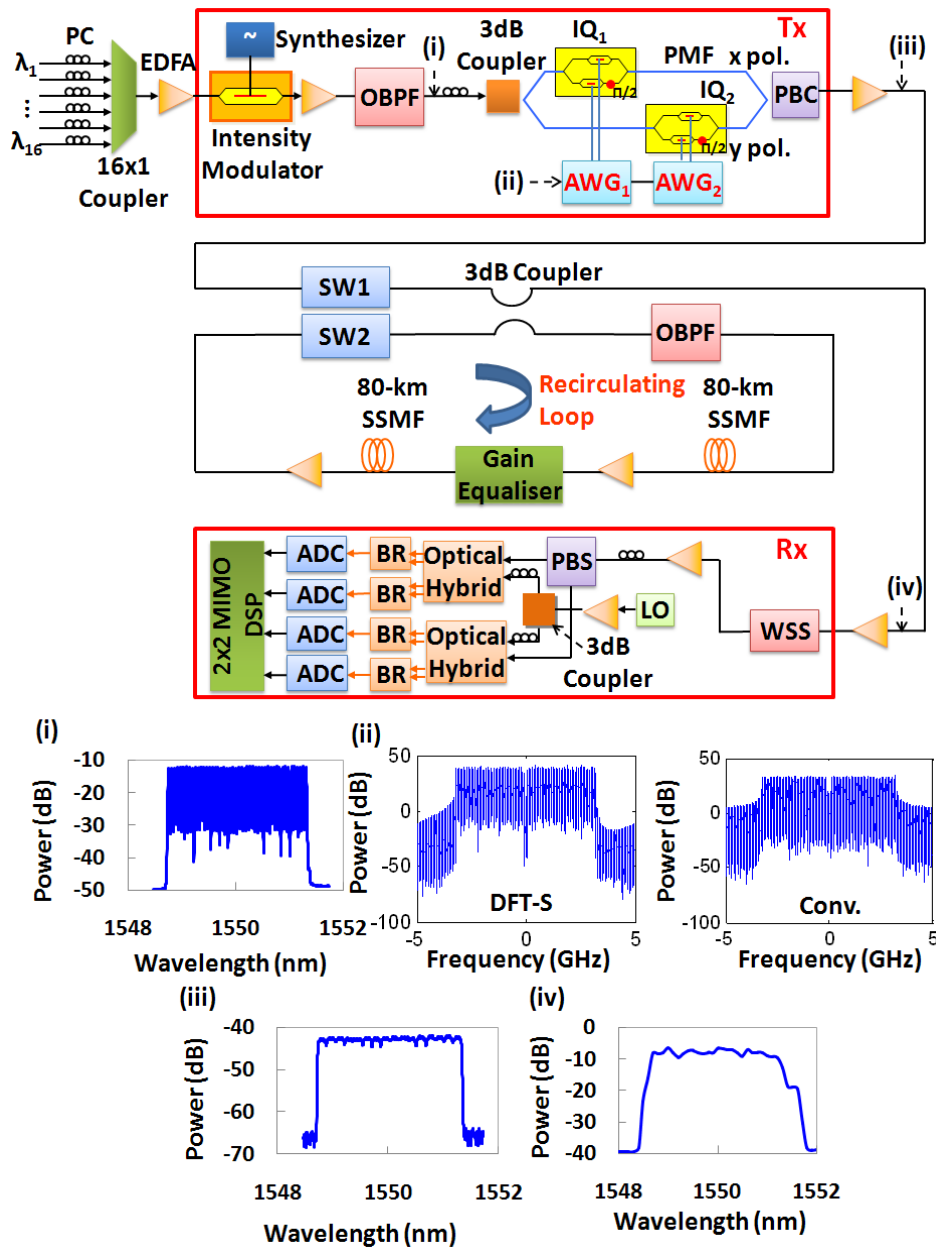 PC
λ1
...
λ16
16x1
Coupler
EDFA
~
Synthesizer
Intensity
Modulator
OBPF
(i)
3dB
Coupler
IQ1
Π/2
PMF
x pol.
IQ2
Π/2
y pol.
(ii)
AWG1
AWG2
PBC
Tx
(iii)
3dB Coupler
SW1
SW2
OBPF
80-km
SSMF
Recirculating
Loop
80-km
SSMF
Gain
Equaliser
Rx
2x2 MIMO
DSP
ADC
BR
Optical
Hybrid
ADC
BR
ADC
BR
Optical
Hybrid
ADC
BR
PBS
LO
3dB
Coupler
WSS
(iv)
(i)
Power (dB)
-10
-20
-30
-40
-50
1548
1550
1552
Wavelength (nm)
(ii)
Power (dB)
50
0
-50
-100
-5
0
5
DFT-S
Frequency (GHz)
Power (dB)
50
0
-50
-100
-5
0
5
Conv.
Frequency (GHz)
(iii)
Power (dB)
-40
-50
-60
-70
1548
1550
1552
Wavelength (nm)
(iv)
Power (dB)
0
-10
-20
-30
-40
1548
1550
1552
Wavelength (nm)